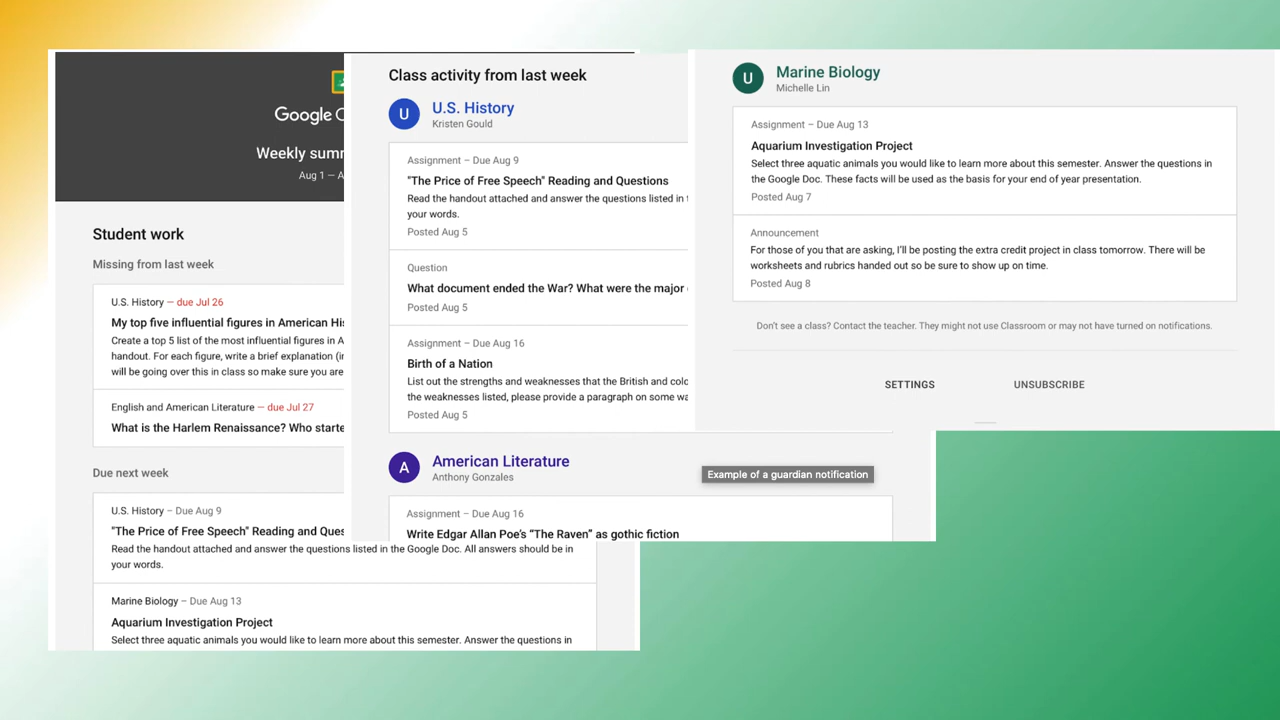 Google
Weekly
Aug 1 —
Student work
Missing from last week
U.S. History — due Jul 26
My top five influential figures in American
Create a top 5 list of the most influential figures in
handout. For each figure, write a brief explanation
will be going over this in class so make sure you are
English and American Literature — due Jul 27
What is the Harlem Renaissance? Who
Due next week
U.S. History – Due Aug 9
"The Price of Free Speech" Reading and
Read the handout attached and answer the questions listed in the Google Doc. All answers should be in
your words.
Marine Biology – Due Aug 13
Aquarium Investigation Project
Select three aquatic animals you would like to learn more about this semester. Answer the questions in
Class activity from last week
U
U.S. History
Kristen Gould
Assignment – Due Aug 9
"The Price of Free Speech" Reading and Questions
Read the handout attached and answer the questions listed in
your words.
Posted Aug 5
Question
What document ended the War? What were the major
Posted Aug 5
Assignment – Due Aug 16
Birth of a Nation
List out the strengths and weaknesses that the British and
the weaknesses listed, please provide a paragraph on some
Posted Aug 5
A
American Literature
Anthony Gonzales
Assignment – Due Aug 16
Write Edgar Allan Poe's “The Raven” as gothic fiction
U
Marine Biology
Michelle Lin
Assignment – Due Aug 13
Aquarium Investigation Project
Select three aquatic animals you would like to learn more about this semester. Answer the questions in
the Google Doc. These facts will be used as the basis for your end of year presentation.
Posted Aug 7
Announcement
For those of you that are asking, I'll be posting the extra credit project in class tomorrow. There will be
worksheets and rubrics handed out so be sure to show up on time.
Posted Aug 8
Don't see a class? Contact the teacher. They might not use Classroom or may not have turned on notifications.
SETTINGS
UNSUBSCRIBE
Example of a guardian notification